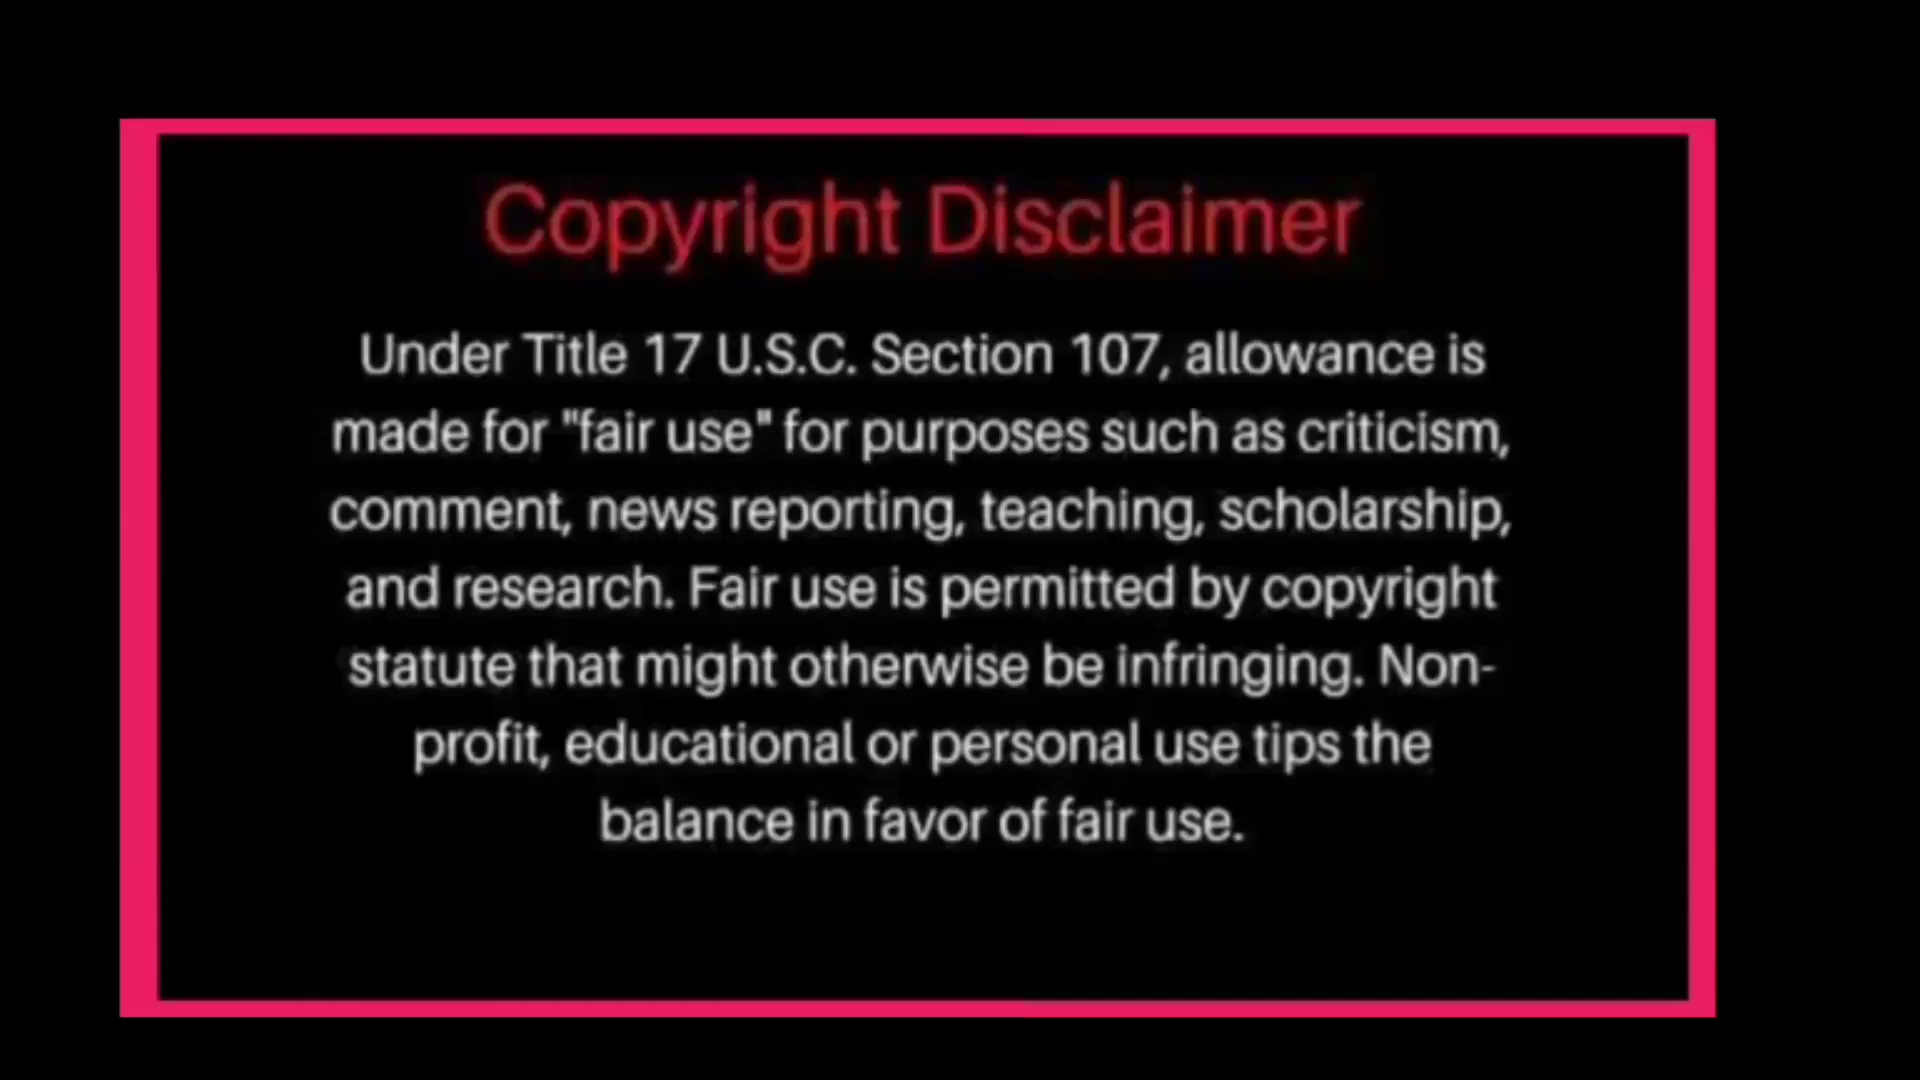 Copyright Disclaimer
Under Title 17 U.S.C. Section 107, allowance is
made for "fair use" for purposes such as criticism,
comment, news reporting, teaching, scholarship,
and research. Fair use is permitted by copyright
statute that might otherwise be infringing. Non-
profit, educational or personal use tips the
balance in favor of fair use.